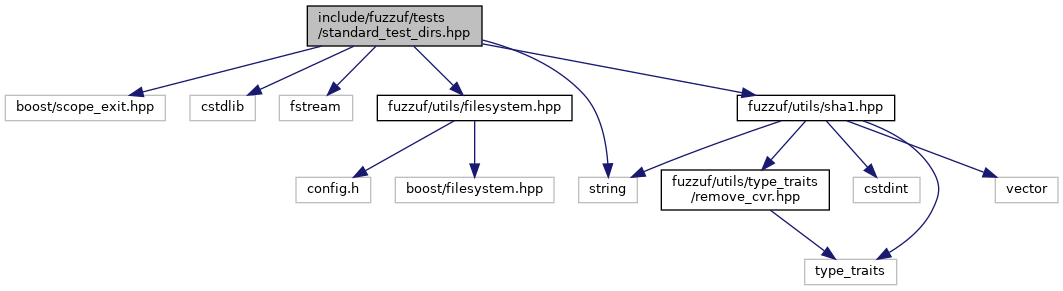 include/fuzzuf/tests
/standard_test_dirs.hpp
boost/scope_exit.hpp
cstdlib
fstream
fuzzuf/utils/filesystem.hpp
fuzzuf/utils/sha1.hpp
config.h
boost/filesystem.hpp
string
fuzzuf/utils/type_traits
/remove_cvr.hpp
cstdint
vector
type_traits